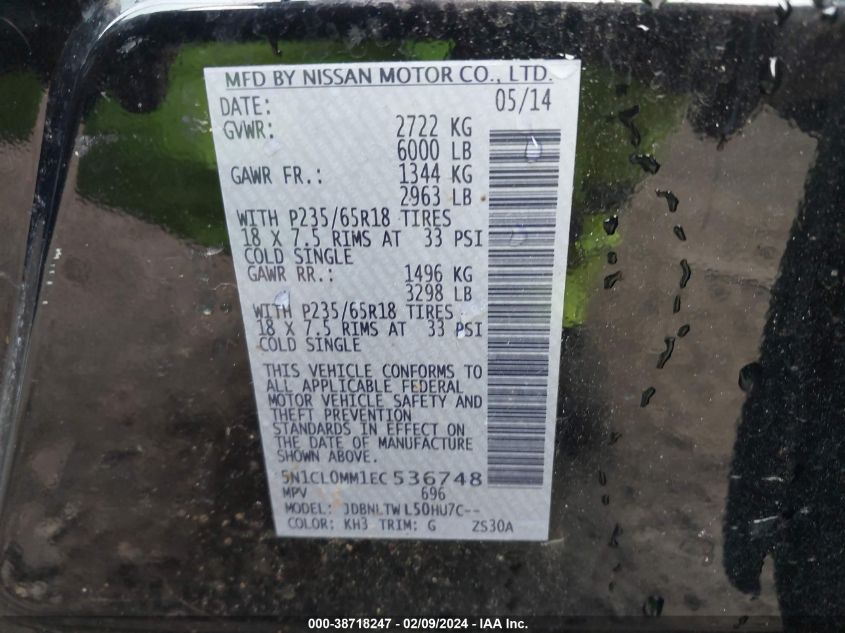 MFD BY NISSAN MOTOR CO., LTD.
DATE: 05/14
GVWR: 2722 KG
6000 LB
GAWR FR.: 1344 KG
2963 LB
WITH P235/65R18 TIRES
18 X 7.5 RIMS AT 33 PSI
COLD SINGLE
GAWR RR.: 1496 KG
3298 LB
WITH P235/65R18 TIRES
18 X 7.5 RIMS AT 33 PSI
COLD SINGLE
THIS VEHICLE CONFORMS TO
ALL APPLICABLE FEDERAL
MOTOR VEHICLE SAFETY AND
THEFT PREVENTION
STANDARDS IN EFFECT ON
THE DATE OF MANUFACTURE
SHOWN ABOVE.
5N1CL0MM1EC536748
MPV 696
MODEL: JDBNLTWL50HU7C--
COLOR: KH3 TRIM: G ZS30A
000-38718247 - 02/09/2024 - IAA Inc.